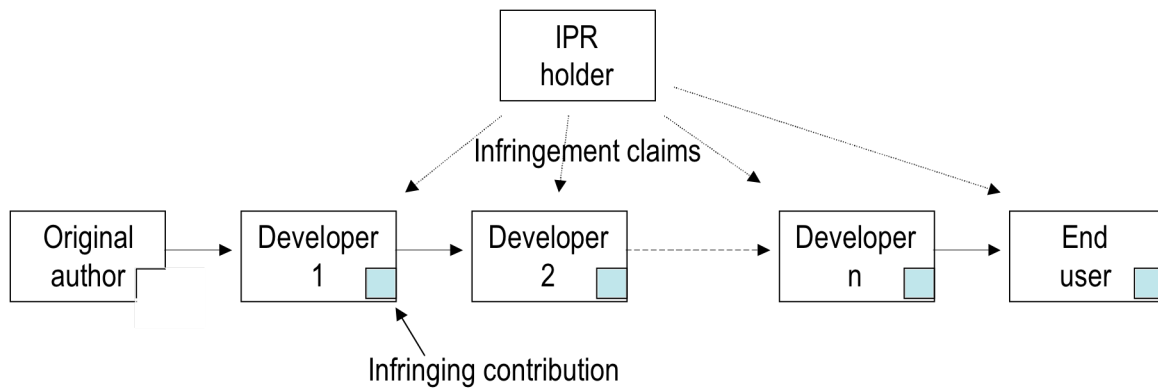 IPR
holder
Infringement claims
Original
author
Developer
1
Developer
2
Developer
n
End
user
Infringing contribution